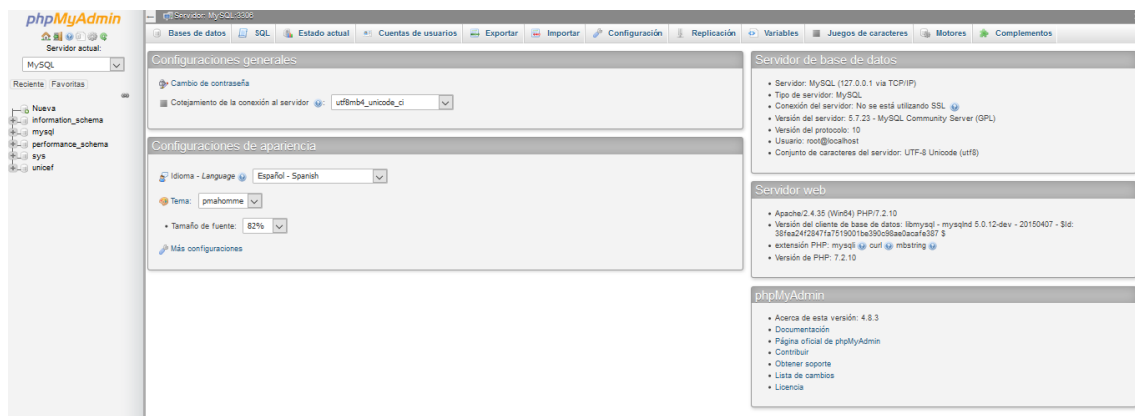 phpMyAdmin
Servidor actual:
MySQL
Reciente Favoritas
Nueva
information_schema
mysql
performance_schema
sys
unicef
Servidor: MySQL:3306
Bases de datos SQL Estado actual Cuentas de usuarios Exportar Importar Configuración Replicación Variables Juegos de caracteres Motores Complementos
Configuraciones generales
Cambio de contraseña
Cotejamiento de la conexión al servidor : utf8mb4_unicode_ci
Configuraciones de apariencia
Idioma - Language Español - Spanish
Tema: pmahomme
• Tamaño de fuente: 82%
Más configuraciones
Servidor de base de datos
• Servidor: MySQL (127.0.0.1 via TCP/IP)
• Tipo de servidor: MySQL
• Conexión del servidor: No se está utilizando SSL
• Versión del servidor: 5.7.23 - MySQL Community Server (GPL)
• Versión del protocolo: 10
• Usuario: root@localhost
• Conjunto de caracteres del servidor: UTF-8 Unicode (utf8)
Servidor web
• Apache/2.4.35 (Win64) PHP/7.2.10
• Versión del cliente de base de datos: libmysql - mysqlnd 5.0.12-dev - 20150407 - $Id:
38fea24f2847fa7519001be390c98ae0acafe387 $
• extensión PHP: mysqli curl mbstring
• Versión de PHP: 7.2.10
phpMyAdmin
• Acerca de esta versión: 4.8.3
• Documentación
• Página oficial de phpMyAdmin
• Contribuir
• Obtener soporte
• Lista de cambios
• Licencia